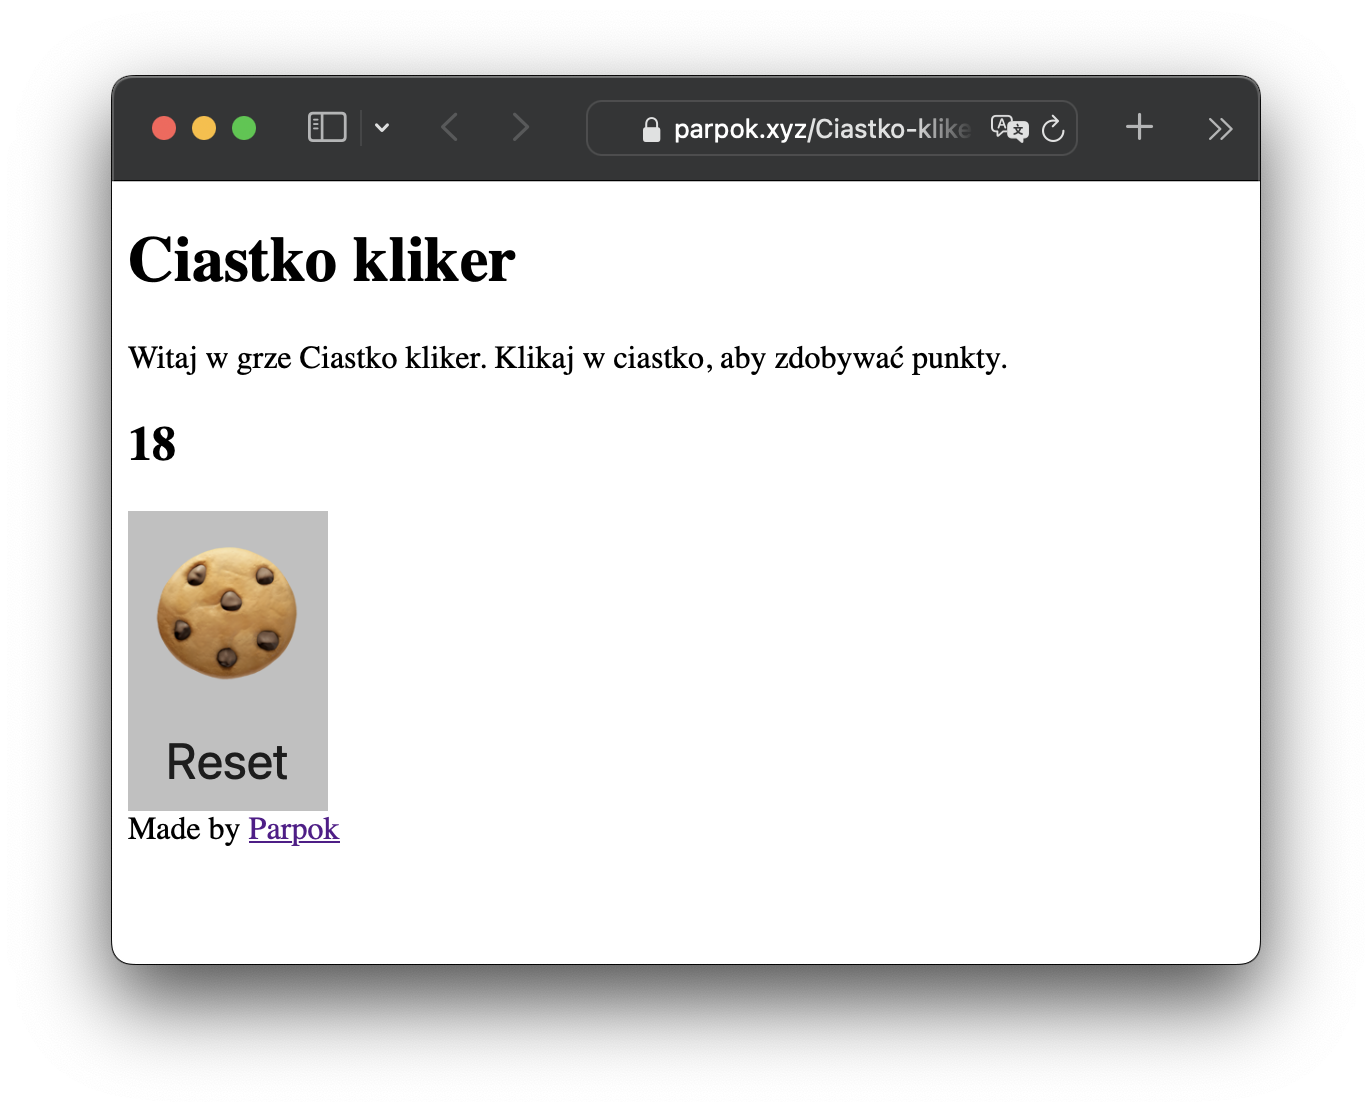 parpok.xyz/Ciastko-klike
Ciastko kliker
Witaj w grze Ciastko kliker. Klikaj w ciastko, aby zdobywać punkty.
18
Reset
Made by Parpok